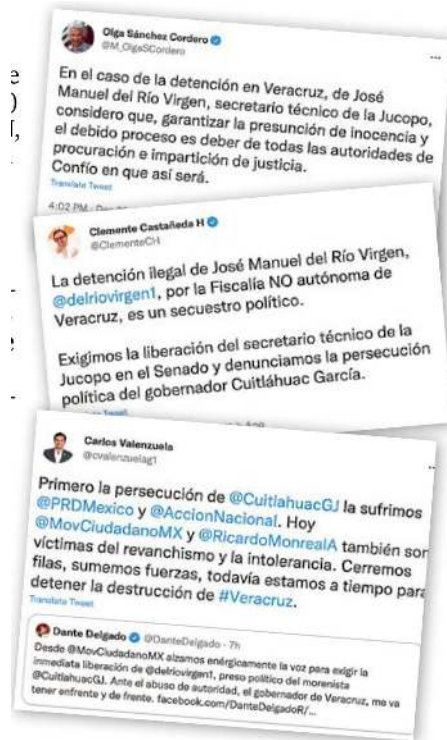 Olga Sánchez Cordero
@M_OlgaSCordero
En el caso de la detención en Veracruz, de José
Manuel del Río Virgen, secretario técnico de la Jucopo,
considero que, garantizar la presunción de inocencia y
el debido proceso es deber de todas las autoridades de
procuración e impartición de justicia.
Confío en que así será.
Translate Tweet
4:02 PM
Clemente Castañeda H
@ClementeCH
La detención ilegal de José Manuel del Río Virgen,
@delriovirgen1, por la Fiscalía NO autónoma de
Veracruz, es un secuestro político.
Exigimos la liberación del secretario técnico de la
Jucopo en el Senado y denunciamos la persecución
política del gobernador Cuitláhuac García.
Tweet
Carlos Valenzuela
@cvalenzuelag1
Primero la persecución de @CuitlahuacGJ la sufrimos
@PRDMexico y @AccionNacional. Hoy
@MovCiudadanoMX y @RicardoMonrealA también son
víctimas del revanchismo y la intolerancia. Cerremos
filas, sumemos fuerzas, todavía estamos a tiempo para
detener la destrucción de #Veracruz.
Translate Tweet
Dante Delgado @DanteDelgado · 7h
Desde @MovCiudadanoMX alzamos enérgicamente la voz para exigir la
inmediata liberación de @delriovirgen1, preso político del morenista
@CuitlahuacGJ. Ante el abuso de autoridad, el gobernador de Veracruz, me va
tener enfrente y de frente. facebook.com/DanteDelgadoR/...